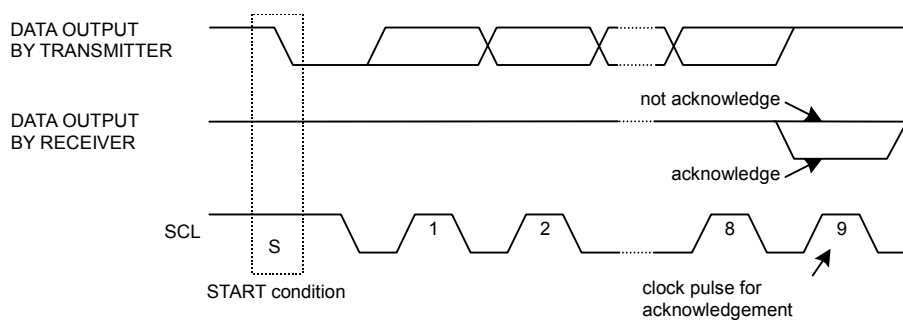 DATA OUTPUT
BY TRANSMITTER
not acknowledge
DATA OUTPUT
BY RECEIVER
acknowledge
SCL
S
1
2
8
9
START condition
clock pulse for
acknowledgement